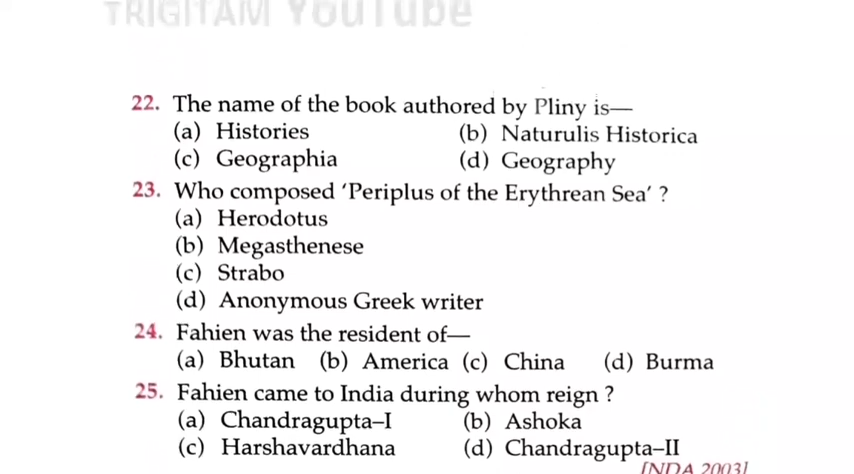 TRIGITAM YouTube
22. The name of the book authored by Pliny is—
(a) Histories (b) Naturulis Historica
(c) Geographia (d) Geography
23. Who composed ‘Periplus of the Erythrean Sea’ ?
(a) Herodotus
(b) Megasthenese
(c) Strabo
(d) Anonymous Greek writer
24. Fahien was the resident of—
(a) Bhutan (b) America (c) China (d) Burma
25. Fahien came to India during whom reign ?
(a) Chandragupta–I (b) Ashoka
(c) Harshavardhana (d) Chandragupta–II
[NDA 2003]